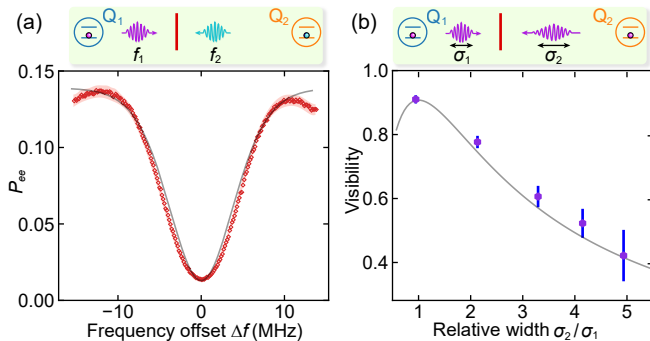 (a)
Q1
Q2
f1
f2
0.15
0.10
0.05
0.00
Pee
−10
0
10
Frequency offset Δf (MHz)
(b)
Q1
Q2
σ1
σ2
1.0
0.8
0.6
0.4
Visibility
1
2
3
4
5
Relative width σ2/σ1